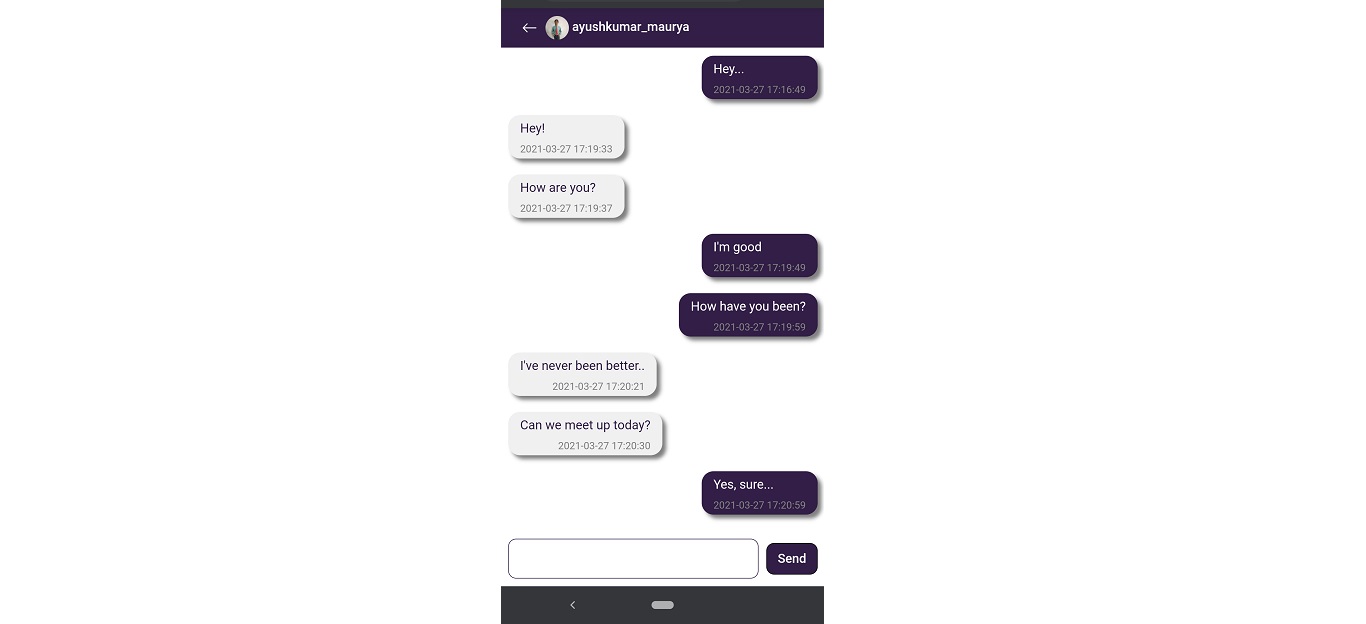 ayushkumar_maurya
Hey...
2021-03-27 17:16:49
Hey!
2021-03-27 17:19:33
How are you?
2021-03-27 17:19:37
I'm good
2021-03-27 17:19:49
How have you been?
2021-03-27 17:19:59
I've never been better..
2021-03-27 17:20:21
Can we meet up today?
2021-03-27 17:20:30
Yes, sure...
2021-03-27 17:20:59
Send